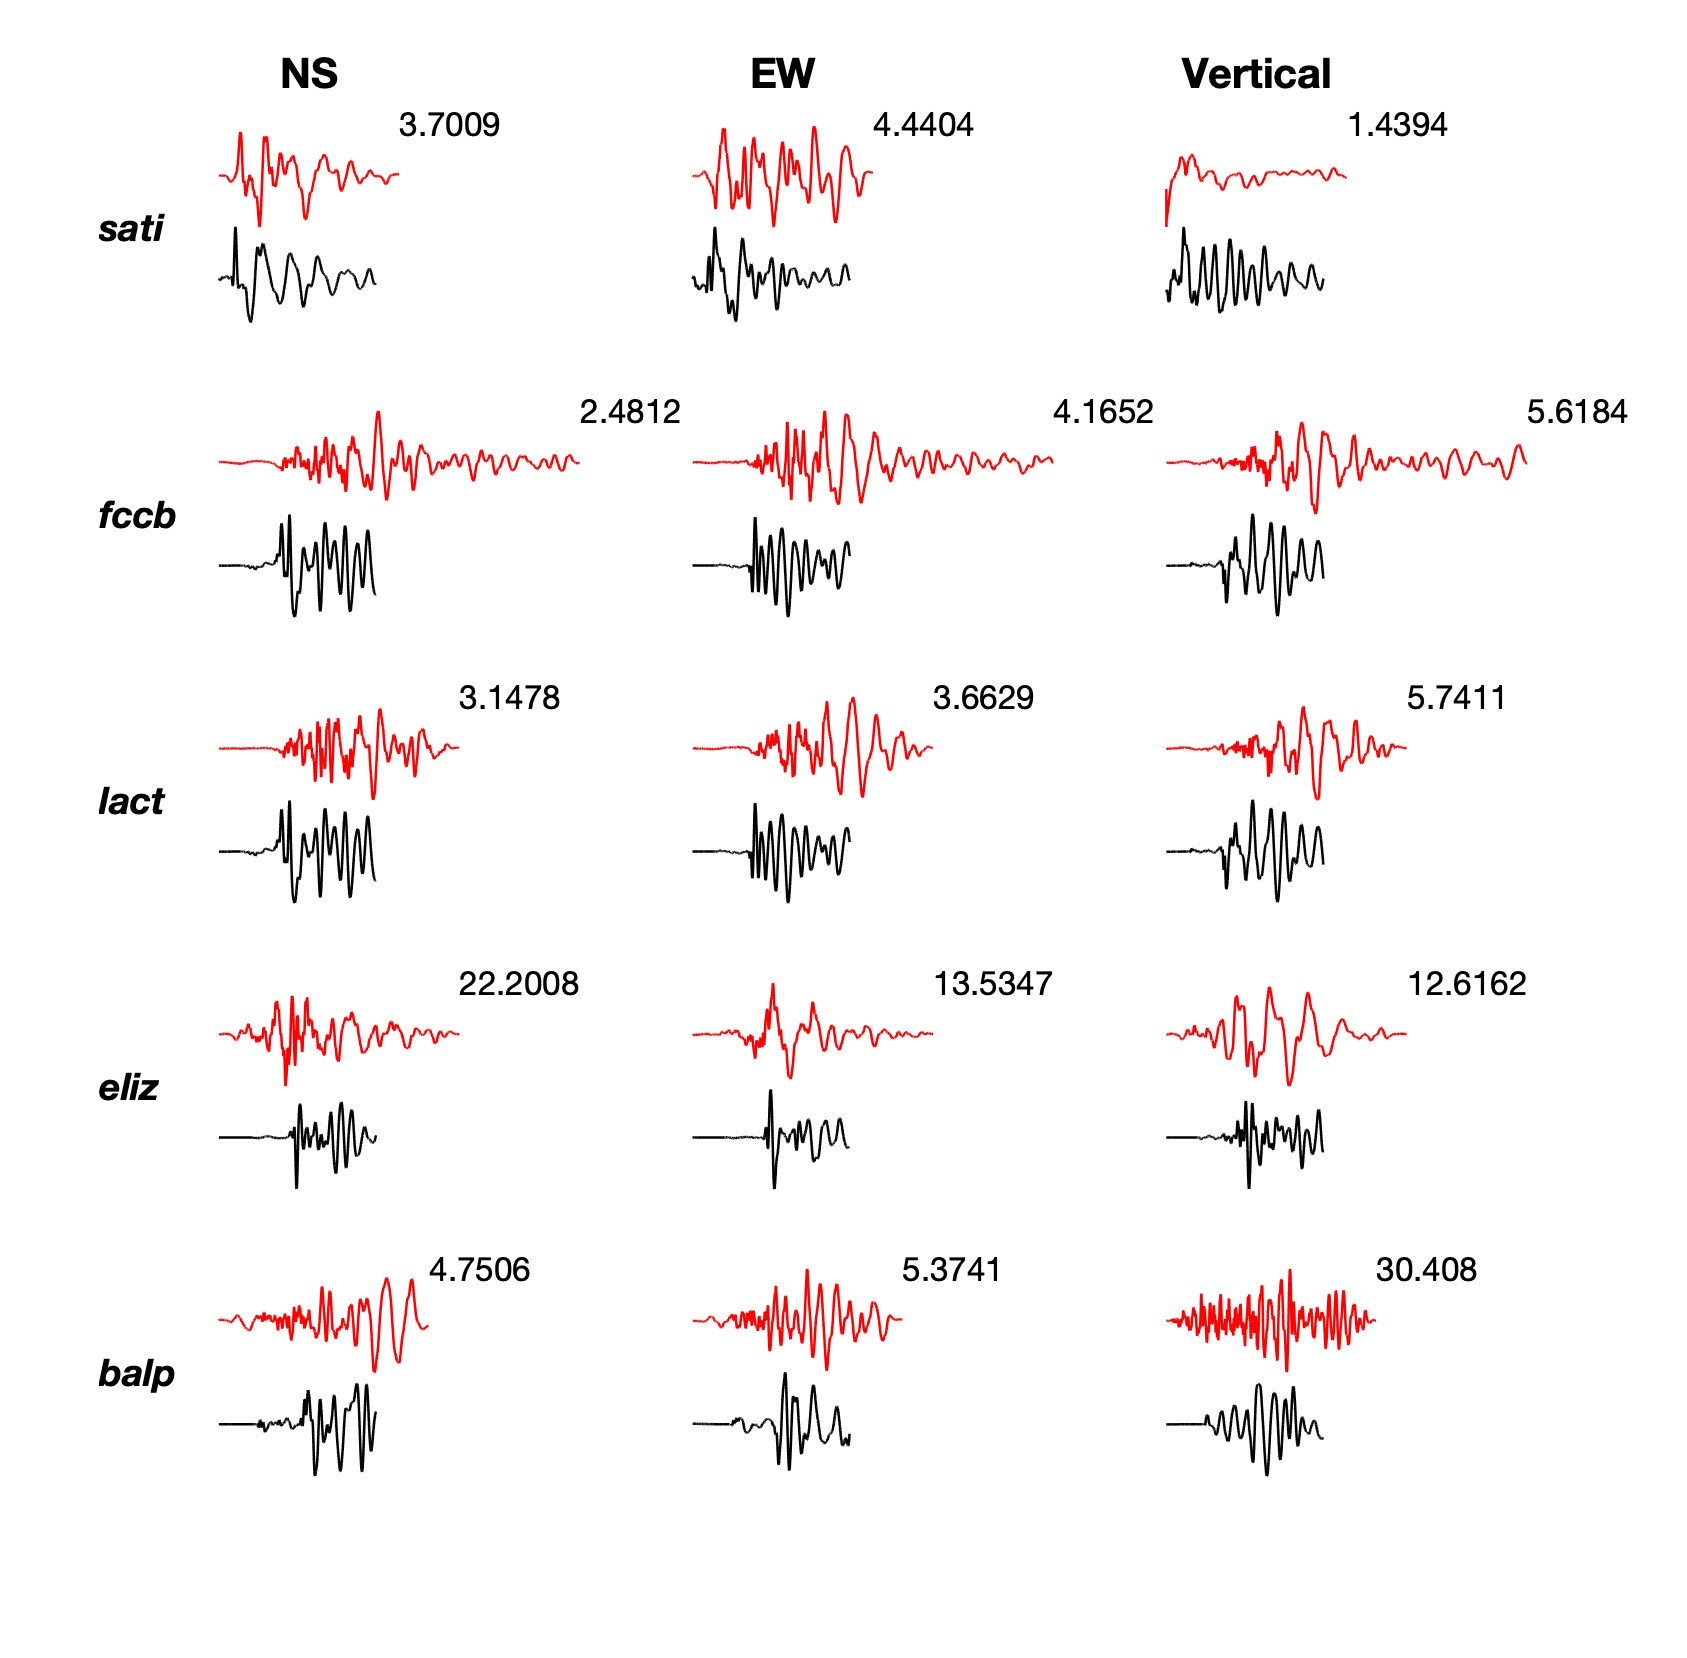 NS EW Vertical
3.7009 4.4404 1.4394
sati
2.4812 4.1652 5.6184
fccb
3.1478 3.6629 5.7411
lact
22.2008 13.5347 12.6162
eliz
4.7506 5.3741 30.408
balp